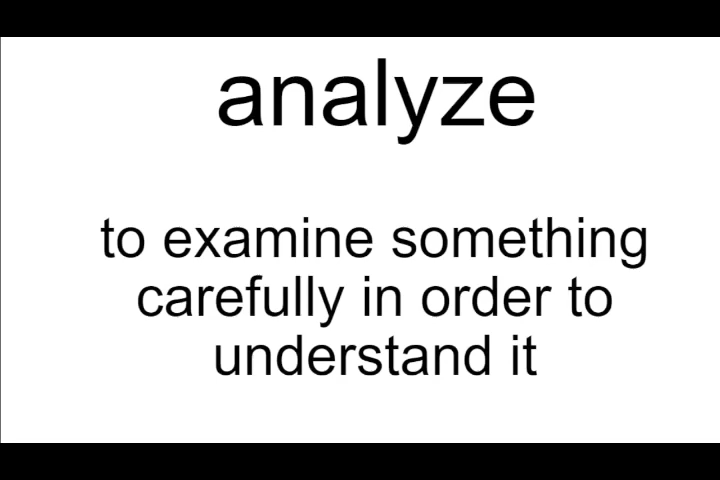 analyze
to examine something
carefully in order to
understand it